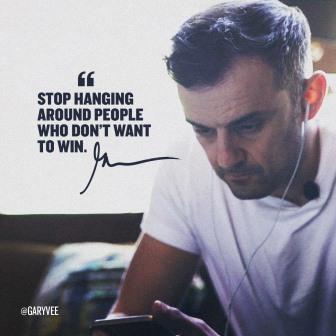 “
STOP HANGING
AROUND PEOPLE
WHO DON'T WANT
TO WIN.
@GARYVEE